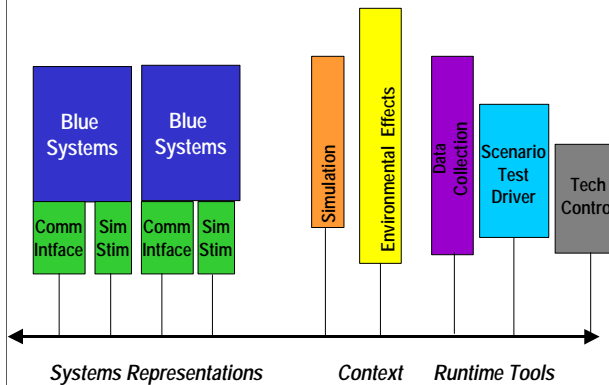 Blue
Systems
Blue
Systems
Comm
Intface
Sim
Stim
Comm
Intface
Sim
Stim
Simulation
Environmental Effects
Data
Collection
Scenario
Test
Driver
Tech
Control
Systems Representations
Context
Runtime Tools